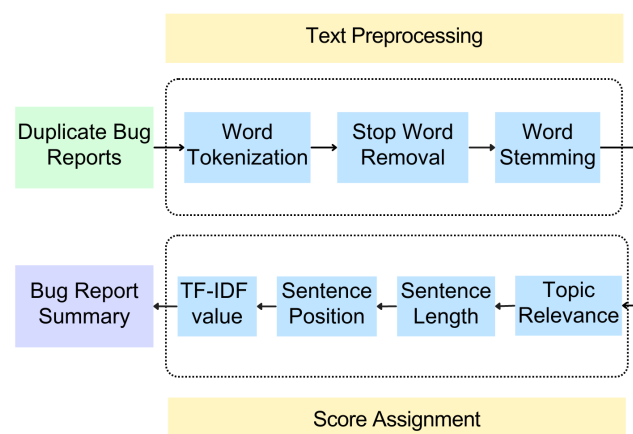 Text Preprocessing
Duplicate Bug
Reports
Word
Tokenization
Stop Word
Removal
Word
Stemming
Bug Report
Summary
TF-IDF
value
Sentence
Position
Sentence
Length
Topic
Relevance
Score Assignment